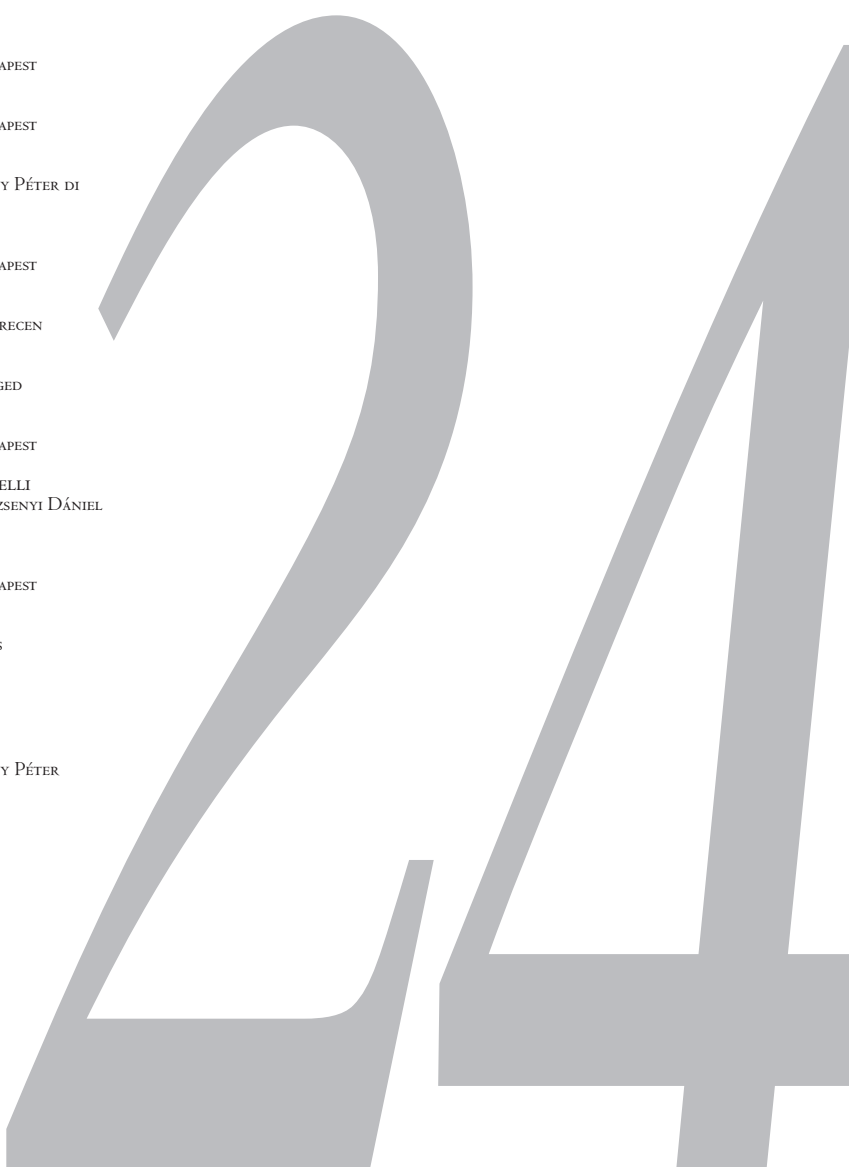 APEST
APEST
Y PÉTER DI
APEST
RECEN
GED
APEST
ELLI
ZSENYI DÁNIEL
APEST
S
Y PÉTER
24